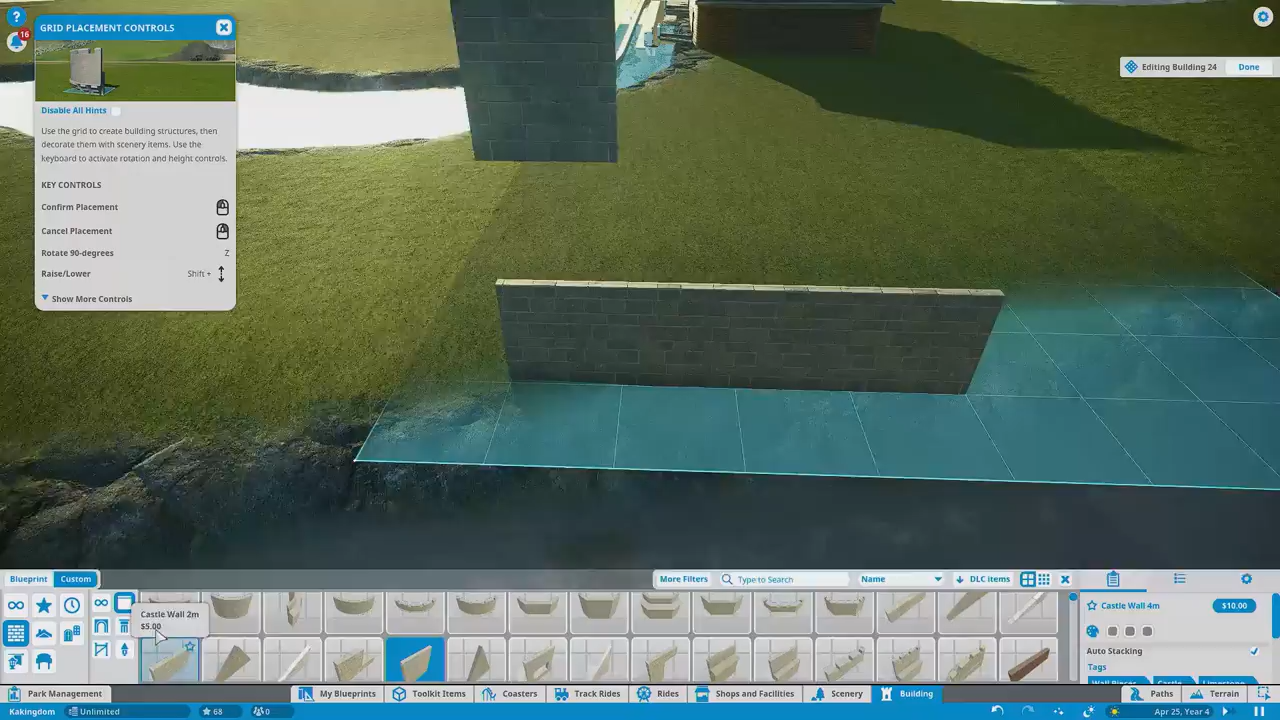 ?
16
GRID PLACEMENT CONTROLS
Disable All Hints
Use the grid to create building structures, then
decorate them with scenery items. Use the
keyboard to activate rotation and height controls.
KEY CONTROLS
Confirm Placement
Cancel Placement
Rotate 90-degrees Z
Raise/Lower Shift +
Show More Controls
Editing Building 24 Done
Blueprint Custom
More Filters Type to Search Name DLC items
Castle Wall 2m
$5.00
Castle Wall 4m $10.00
Auto Stacking
Tags
Wall Pieces Castle Limestone
Park Management My Blueprints Toolkit Items Coasters Track Rides Rides Shops and Facilities Scenery Building Paths Terrain
Kakingdom Unlimited 68 0 Apr 25, Year 4